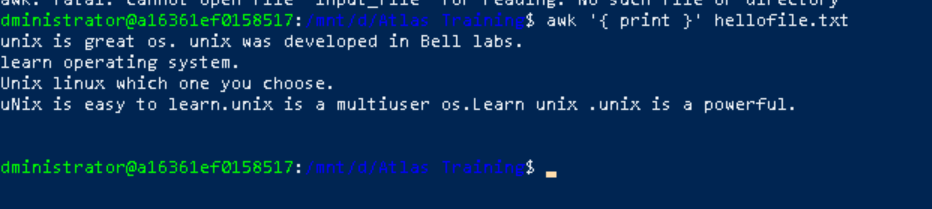 awk: fatal: cannot open file `input_file' for reading: No such file or directory
dministrator@a16361ef0158517:/mnt/d/Atlas Training$ awk '{ print }' hellofile.txt
unix is great os. unix was developed in Bell labs.
learn operating system.
Unix linux which one you choose.
uNix is easy to learn.unix is a multiuser os.Learn unix .unix is a powerful.
dministrator@a16361ef0158517:/mnt/d/Atlas Training$